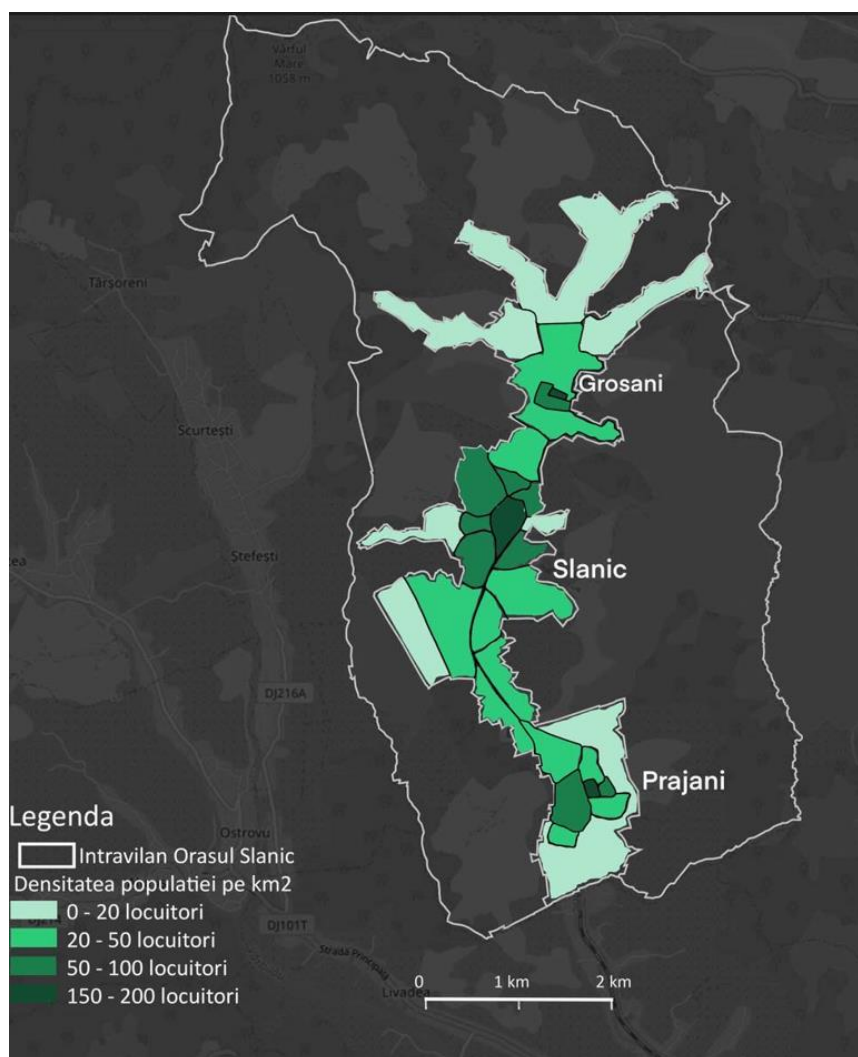 Vârful
Mare
1058 m
Târșoreni
Grosani
Scurtești
Ștefești
Slanic
DJ216A
Prajani
Legenda
Ostrovu
Intravilan Orasul Slanic
Densitatea populatiei pe km2
0 - 20 locuitori
DJ101T
20 - 50 locuitori
Strada Principală
50 - 100 locuitori
0 1 km 2 km
150 - 200 locuitori
Livadea